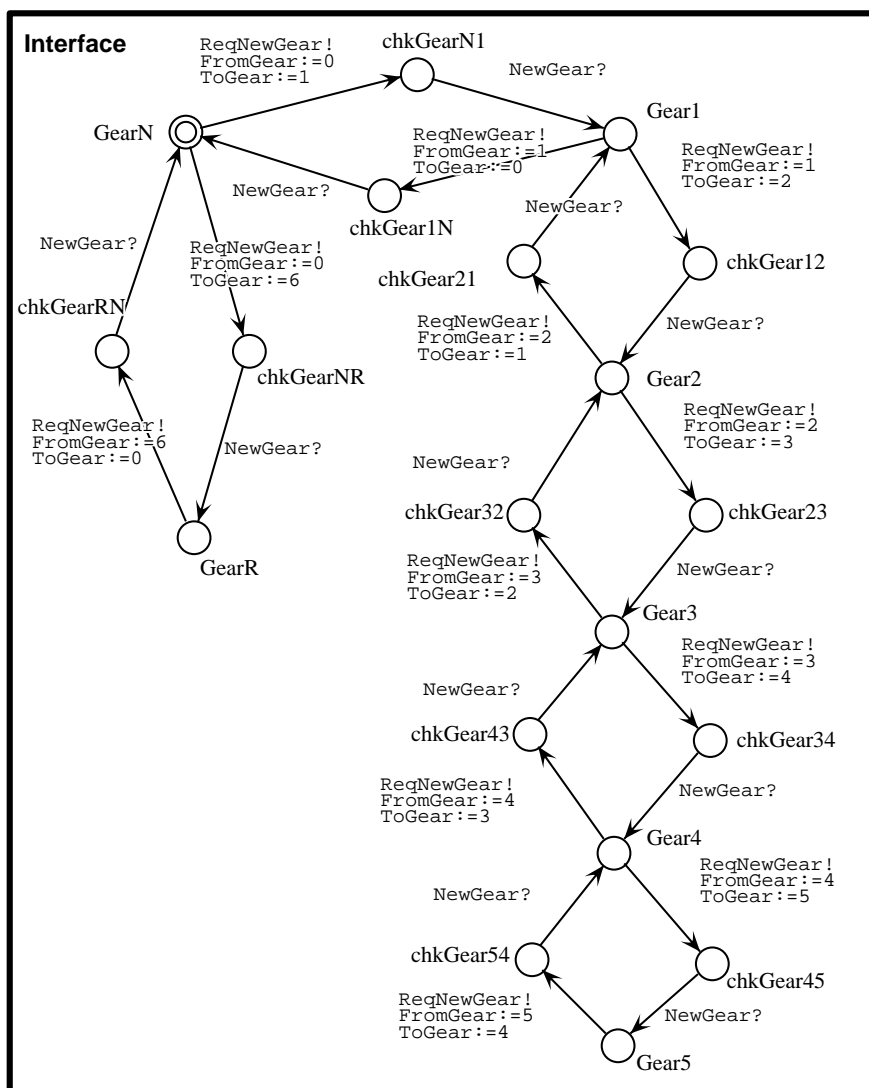 Interface
ReqNewGear!
FromGear:=0
ToGear:=1
chkGearN1
NewGear?
GearN
Gear1
ReqNewGear!
FromGear:=1
ToGear:=0
ReqNewGear!
FromGear:=1
ToGear:=2
NewGear?
chkGear1N
NewGear?
NewGear?
ReqNewGear!
FromGear:=0
ToGear:=6
chkGear21
chkGear12
chkGearRN
ReqNewGear!
FromGear:=2
ToGear:=1
NewGear?
chkGearNR
Gear2
ReqNewGear!
FromGear:=6
ToGear:=0
NewGear?
ReqNewGear!
FromGear:=2
ToGear:=3
NewGear?
chkGear32
chkGear23
GearR
ReqNewGear!
FromGear:=3
ToGear:=2
NewGear?
Gear3
ReqNewGear!
FromGear:=3
ToGear:=4
NewGear?
chkGear43
chkGear34
ReqNewGear!
FromGear:=4
ToGear:=3
NewGear?
Gear4
ReqNewGear!
FromGear:=4
ToGear:=5
NewGear?
chkGear54
chkGear45
ReqNewGear!
FromGear:=5
ToGear:=4
NewGear?
Gear5